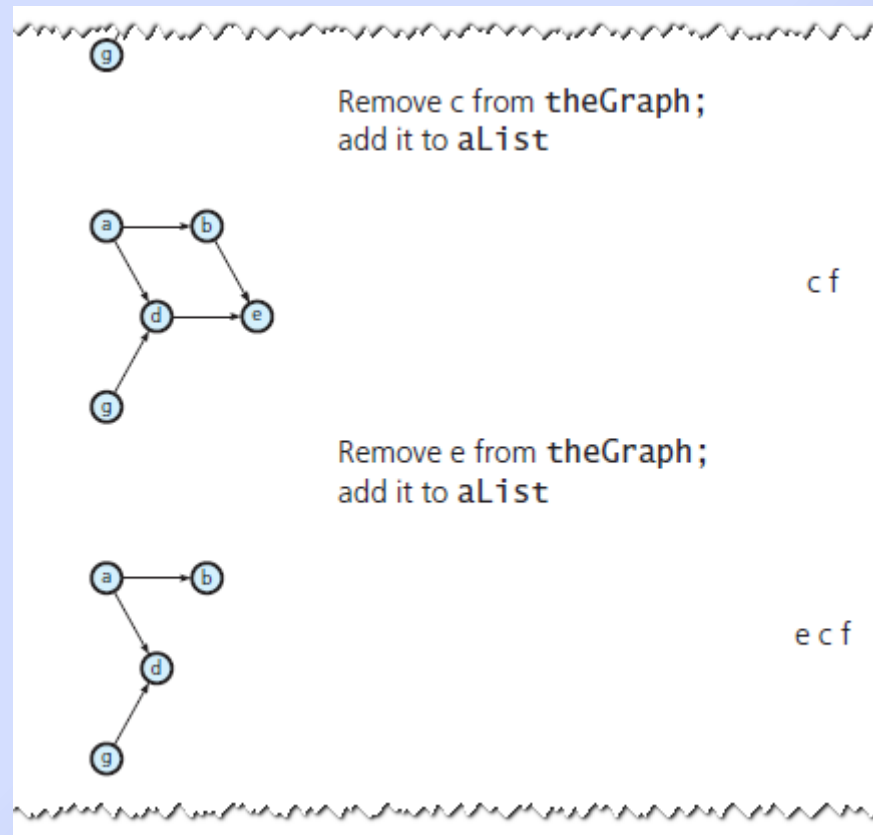 g
Remove c from theGraph;
add it to aList
a b
c f
d e
g
Remove e from theGraph;
add it to aList
a b
e c f
d
g